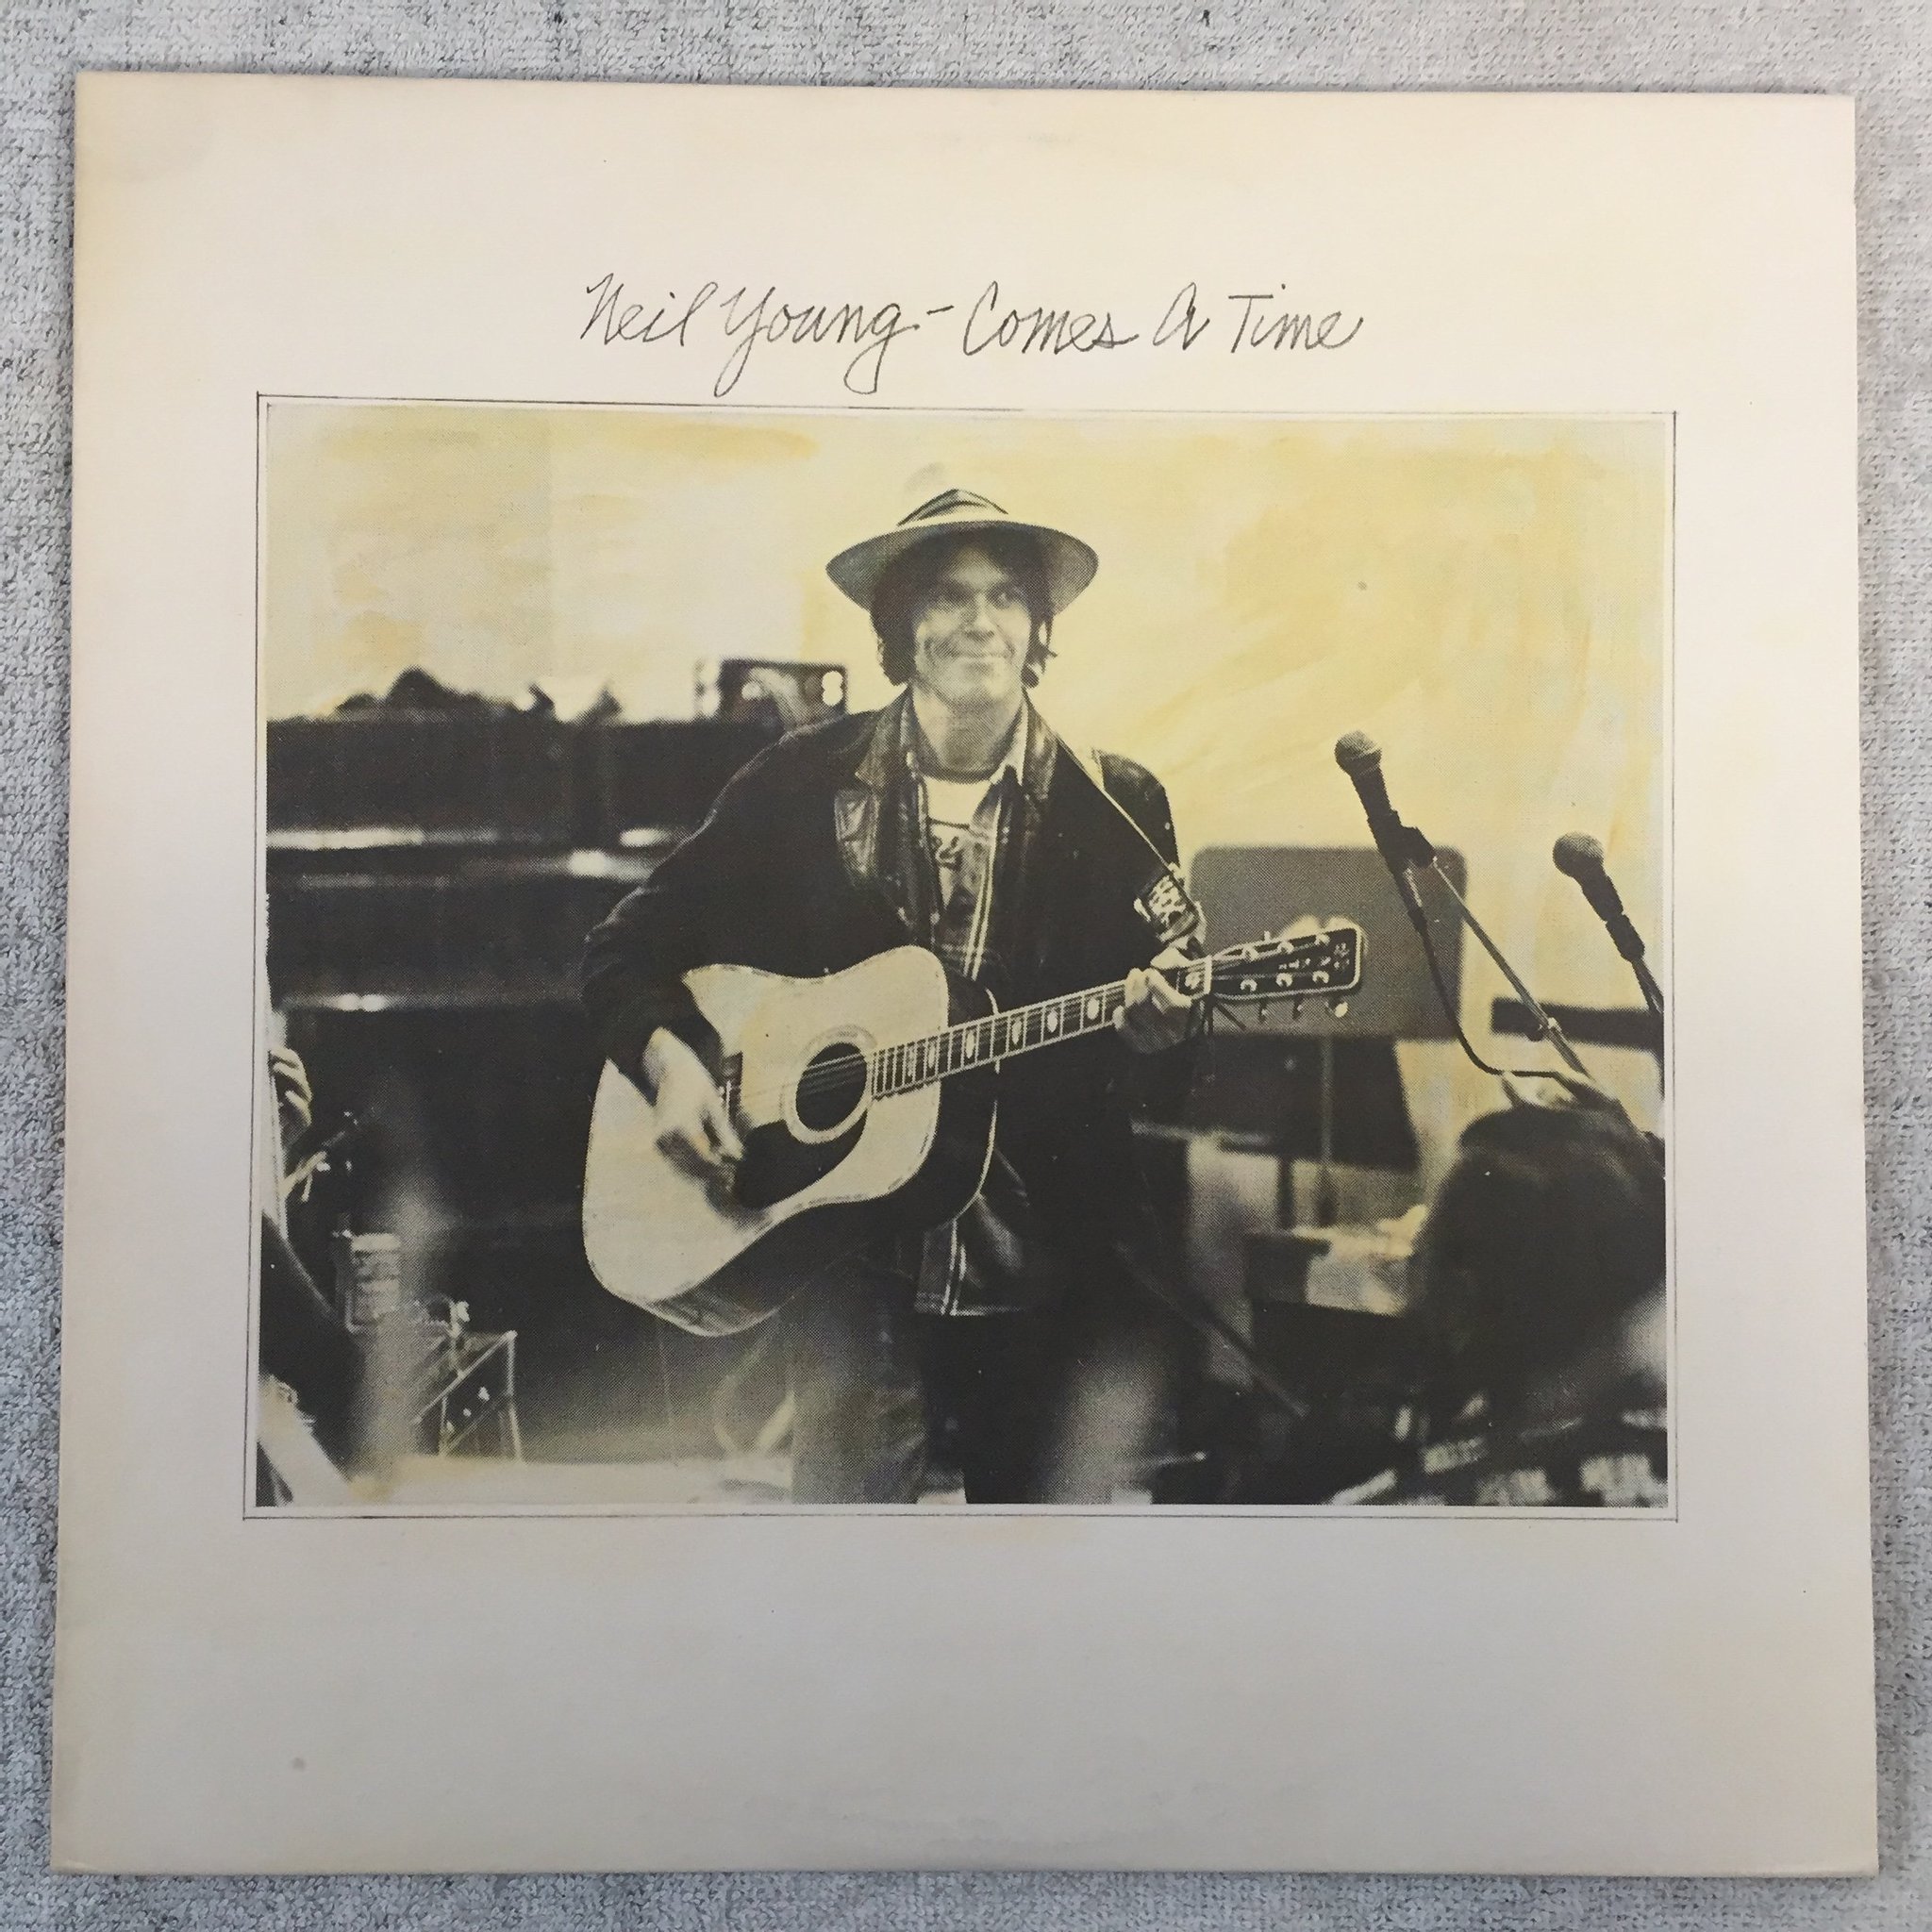 Neil Young - Comes A Time